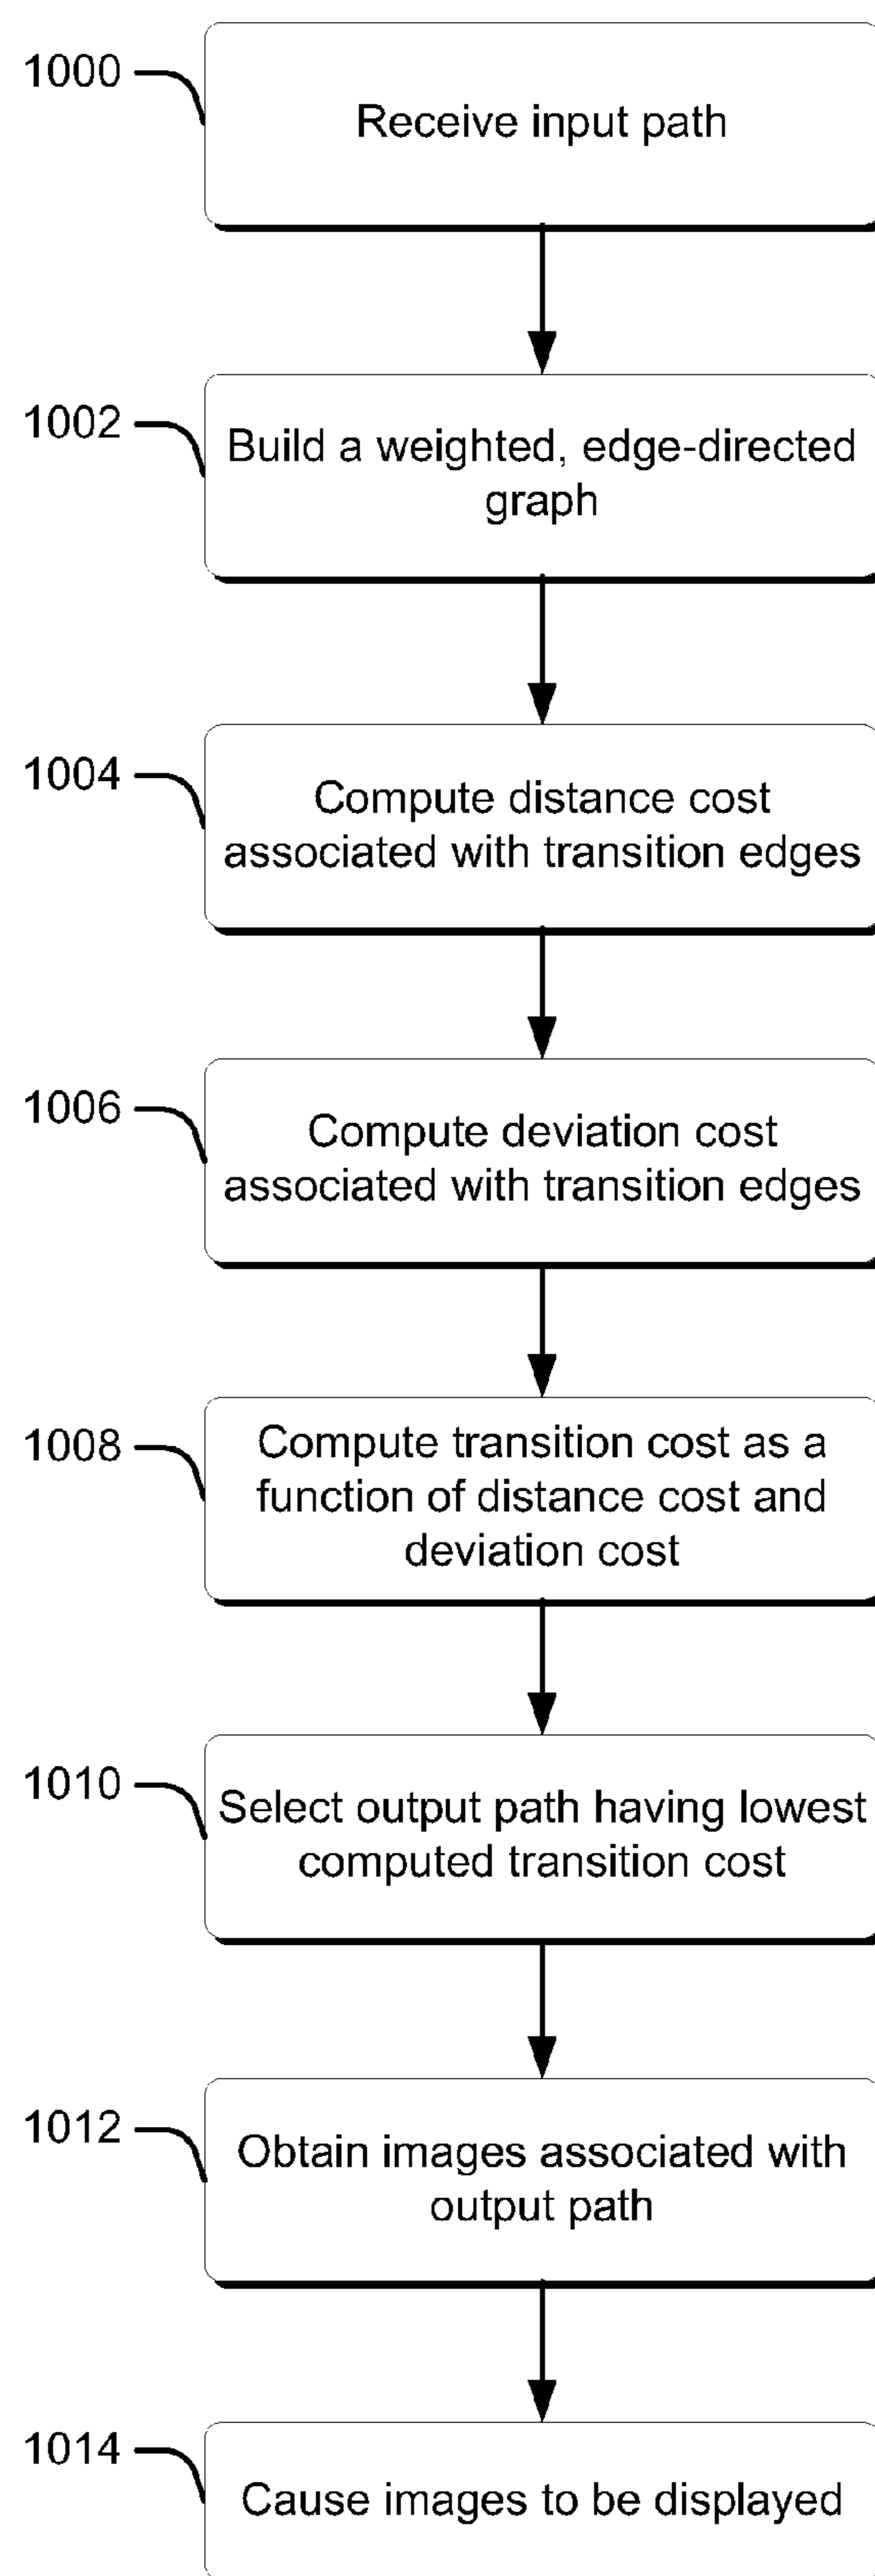 1000
Receive input path
1002
Build a weighted, edge-directed
graph
1004
Compute distance cost
associated with transition edges
1006
Compute deviation cost
associated with transition edges
1008
Compute transition cost as a
function of distance cost and
deviation cost
1010
Select output path having lowest
computed transition cost
1012
Obtain images associated with
output path
1014
Cause images to be displayed